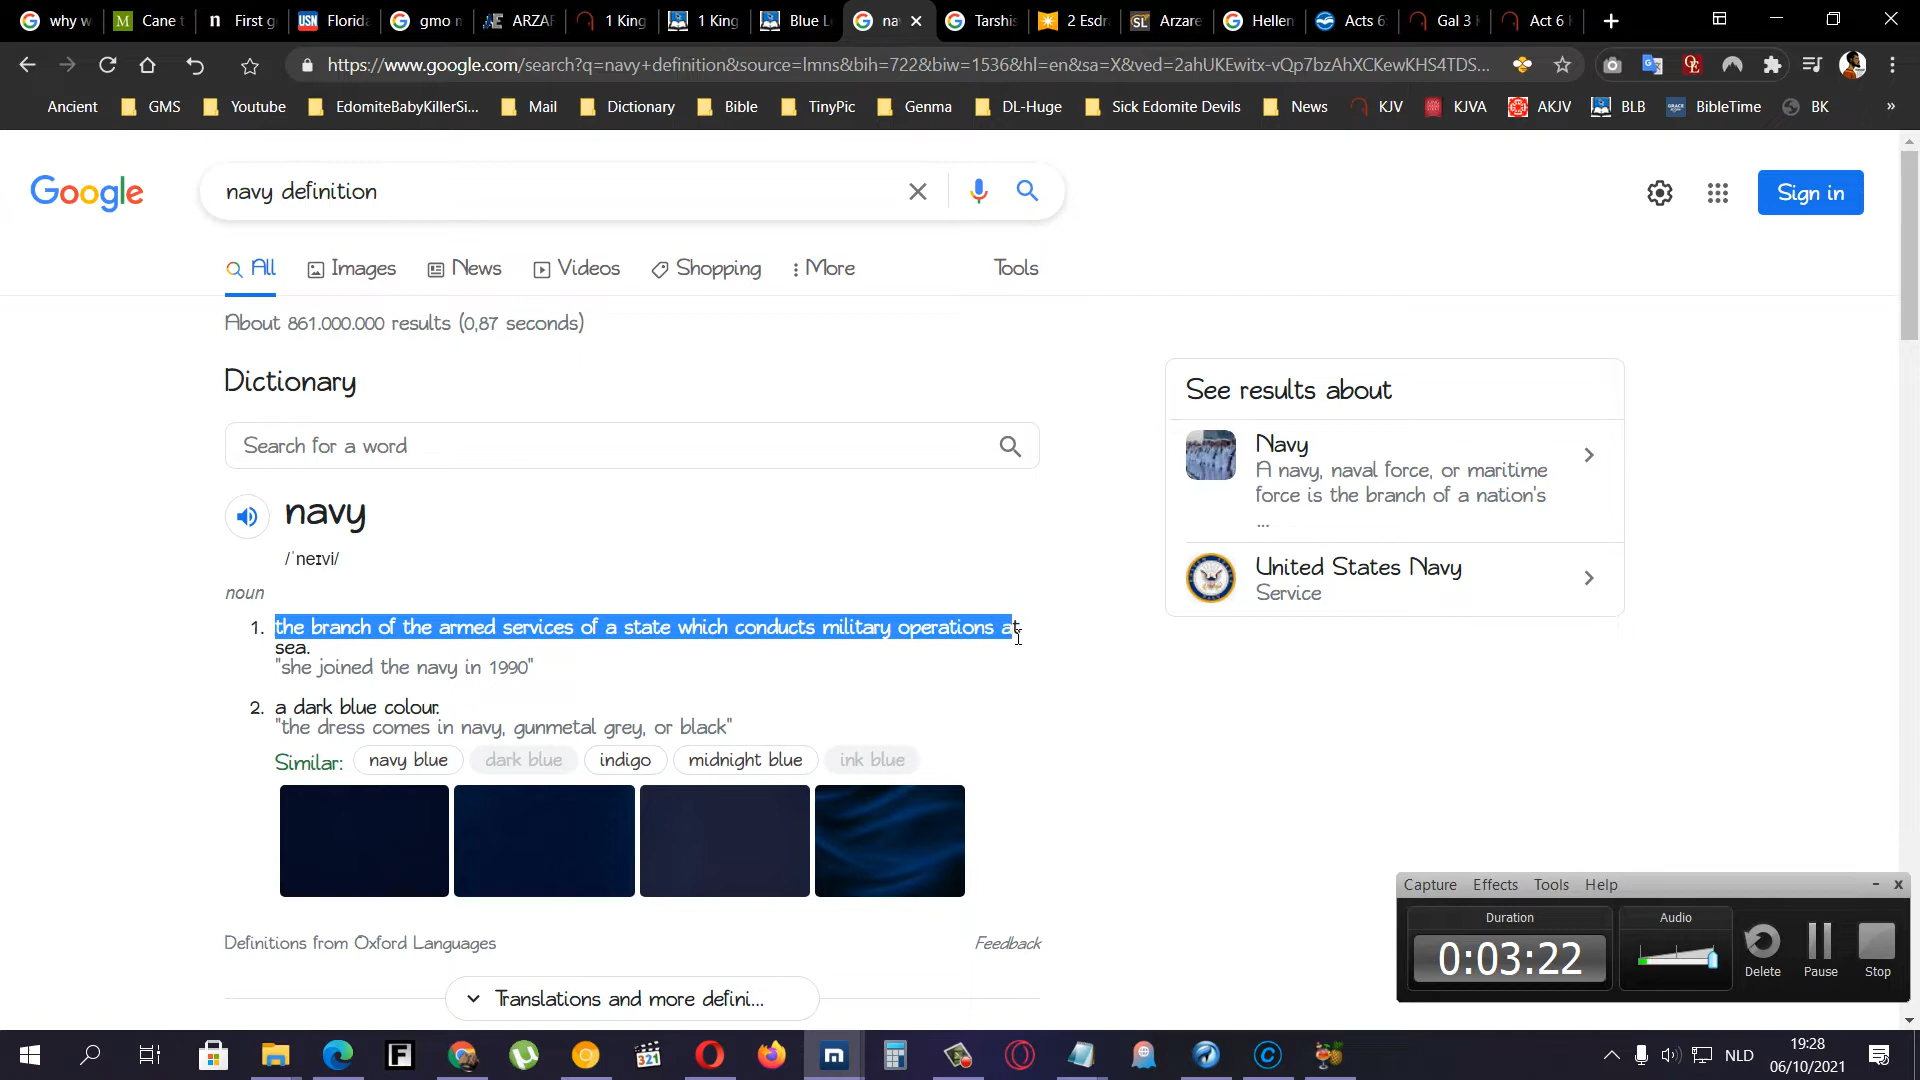 why w
Cane t
First g
Florida
gmo n
ARZAF
1 King
1 King
Blue L
nav
Tarshis
2 Esdra
Arzare
Hellen
Acts 6:
Gal 3 K
Act 6 K
https://www.google.com/search?q=navy+definition&source=lmns&bih=722&biw=1536&hl=en&sa=X&ved=2ahUKEwitx-vQp7bzAhXCKewKHS4TDS...
Ancient
GMS
Youtube
EdomiteBabyKillerSi...
Mail
Dictionary
Bible
TinyPic
Genma
DL-Huge
Sick Edomite Devils
News
KJV
KJVA
AKJV
BLB
BibleTime
BK
»
Google
navy definition
Sign in
All
Images
News
Videos
Shopping
More
Tools
About 861.000.000 results (0,87 seconds)
Dictionary
Search for a word
navy
/ˈneɪvi/
noun
1. the branch of the armed services of a state which conducts military operations at
sea.
"she joined the navy in 1990"
2. a dark blue colour.
"the dress comes in navy, gunmetal grey, or black"
Similar: navy blue dark blue indigo midnight blue ink blue
Definitions from Oxford Languages
Feedback
Translations and more defini...
See results about
Navy
A navy, naval force, or maritime
force is the branch of a nation's
...
United States Navy
Service
Capture Effects Tools Help
Duration
0:03:22
Audio
Delete
Pause
Stop
NLD
19:28
06/10/2021